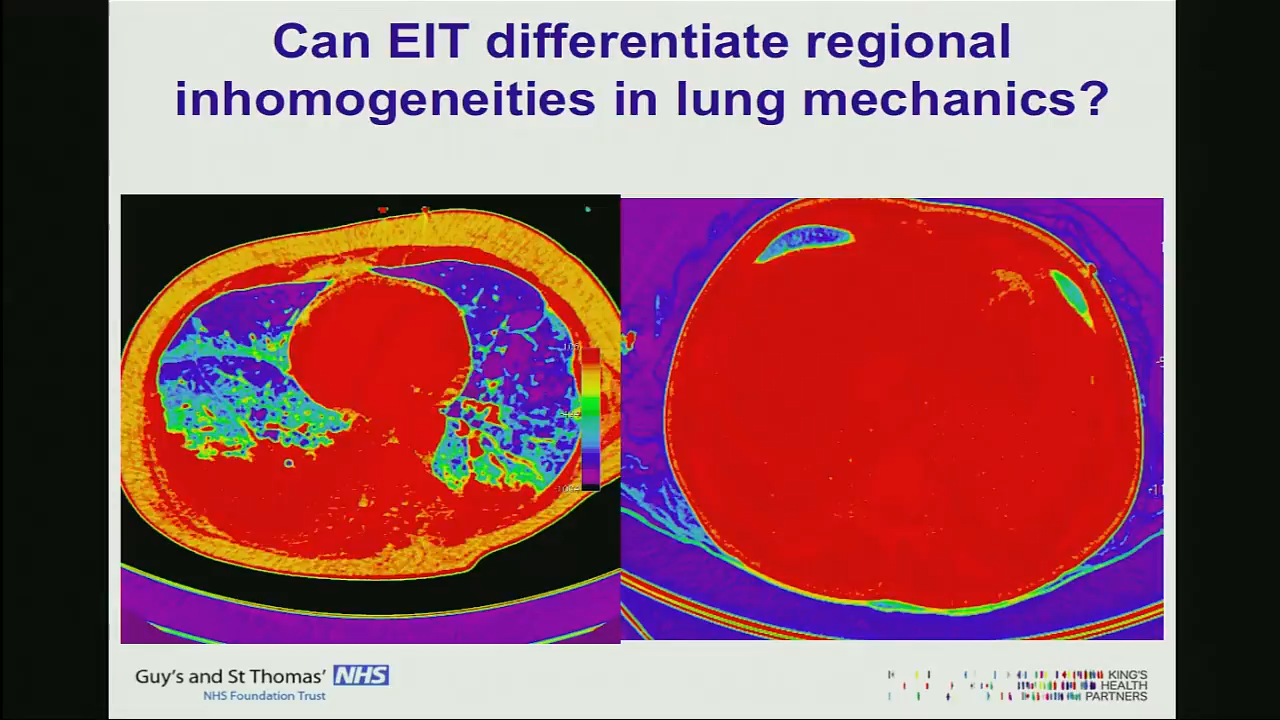 Can EIT differentiate regional
inhomogeneities in lung mechanics?
Guy's and St Thomas' NHS
NHS Foundation Trust
KING'S
HEALTH
PARTNERS